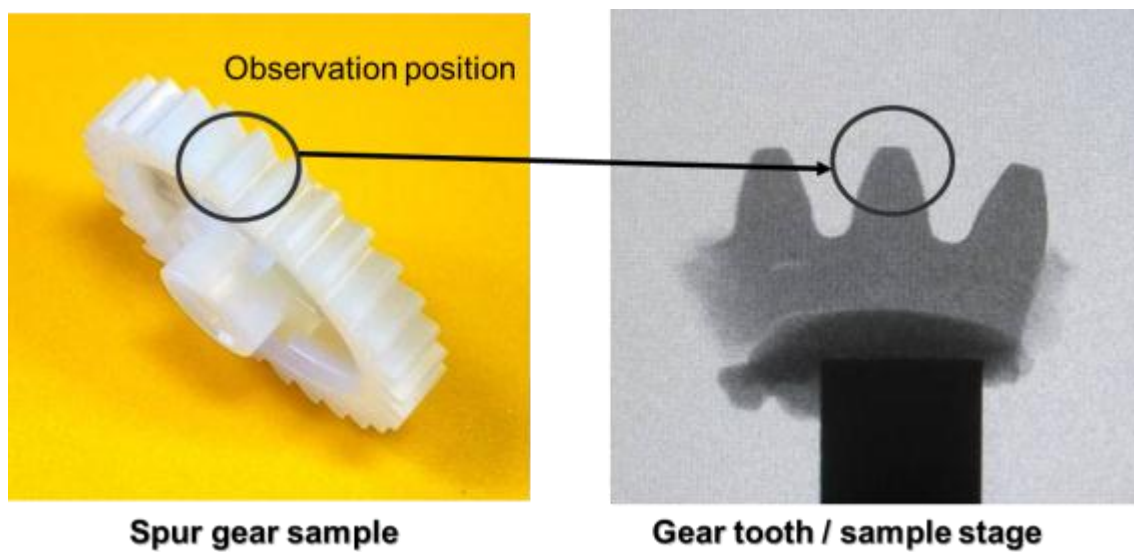 Observation position
Spur gear sample
Gear tooth / sample stage